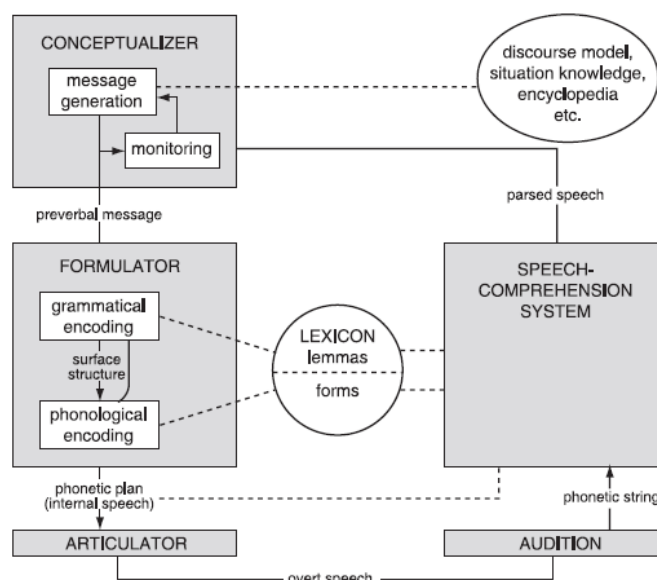 CONCEPTUALIZER
message
generation
monitoring
discourse model,
situation knowledge,
encyclopedia
etc.
preverbal message
parsed speech
FORMULATOR
grammatical
encoding
surface
structure
phonological
encoding
LEXICON
lemmas
forms
SPEECH-
COMPREHENSION
SYSTEM
phonetic plan
(internal speech)
phonetic string
ARTICULATOR
AUDITION
overt speech